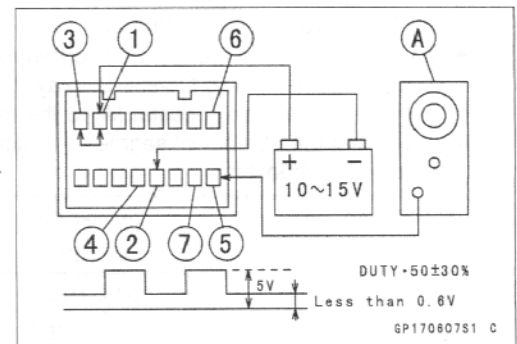 3 1 6 A
+ −
10~15V
4 2 7 5
DUTY・50±30%
5V
Less than 0.6V
GP170607S1 C